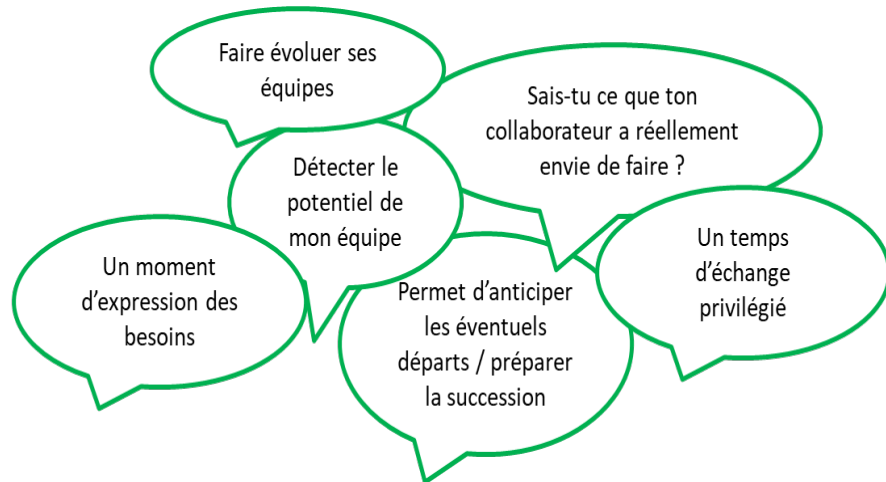 Faire évoluer ses
équipes
Sais-tu ce que ton
collaborateur a réellement
envie de faire ?
Détecter le
potentiel de
mon équipe
Un temps
d’échange
privilégié
Un moment
d’expression des
besoins
Permet d’anticiper
les éventuels
départs / préparer
la succession